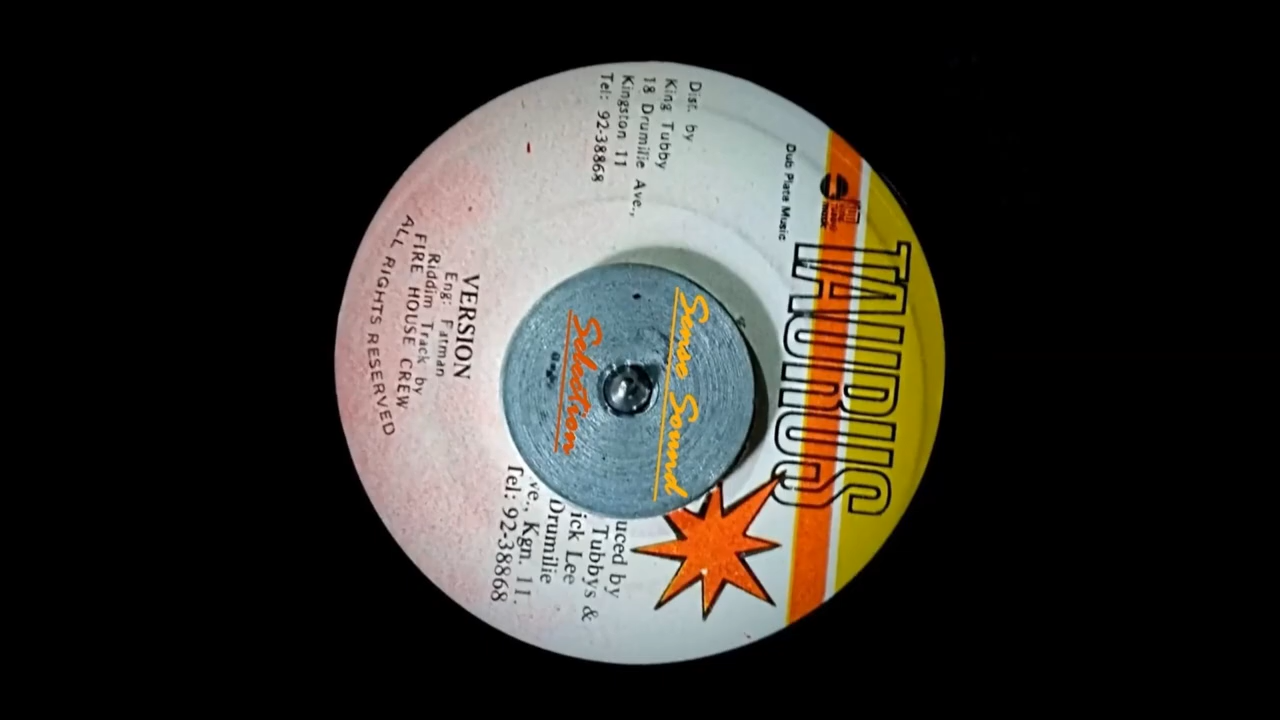 TAURUS
Dub Plate Music
Dist. by
King Tubby
18 Drumilie Ave.,
Kingston 11
Tel: 92-38868
Sense Sound
Selection
uced by
Tubbys &
ick Lee
Drumilie
ve., Kgn. 11.
Tel: 92-38868
VERSION
Eng: Fatman
Riddim Track by
FIRE HOUSE CREW
ALL RIGHTS RESERVED